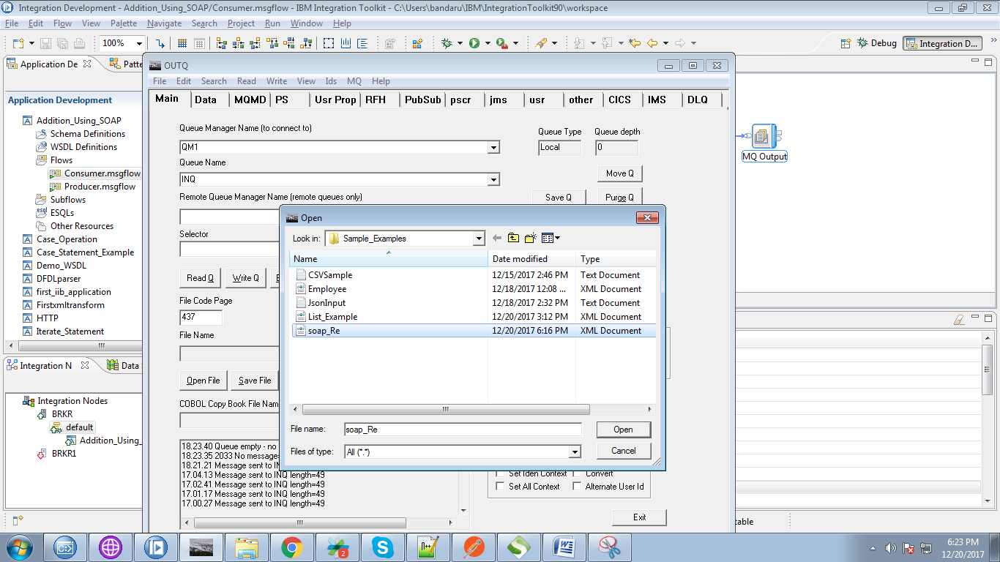 Integration Development - Addition_Using_SOAP/Consumer.msgflow - IBM Integration Toolkit - C:\Users\bandaru\IBM\IntegrationToolkit90\workspace
File Edit Flow View Palette Navigate Search Project Run Window Help
100%
Debug
Integration D...
Application De
Patte
Application Development
Addition_Using_SOAP
Schema Definitions
WSDL Definitions
Flows
Consumer.msgflow
Producer.msgflow
Subflows
esql ESQLs
Other Resources
Case_Operation
Case_Statement_Example
Demo_WSDL
DFDLparser
first_iib_application
Firstxmltransform
HTTP
Iterate_Statement
Integration N
Data
Integration Nodes
BRKR
default
Addition_Using_
BRKR1
OUTQ
File Edit Search Read Write View Ids MQ Help
Main Data MQMD PS Usr Prop RFH PubSub pscr jms usr other CICS IMS DLQ
Queue Manager Name (to connect to)
QM1
Queue Type
Queue depth
Local
0
Queue Name
INQ
Move Q
Remote Queue Manager Name (remote queues only)
Save Q
Purge Q
Selector
Read Q
Write Q
File Code Page
437
File Name
Open File
Save File
COBOL Copy Book File Nam
18.23.40 Queue empty - no
18.23.35 2033 No message
18.21.21 Message sent to I
17.04.13 Message sent to INQ length=49
17.02.41 Message sent to INQ length=49
17.01.17 Message sent to INQ length=49
17.00.27 Message sent to INQ length=49
Set Iden Context
Convert
Set All Context
Alternate User Id
Exit
Open
Look in: Sample_Examples
Name Date modified Type
CSVSample 12/15/2017 2:46 PM Text Document
Employee 12/18/2017 12:08 ... XML Document
JsonInput 12/18/2017 2:32 PM Text Document
List_Example 12/20/2017 3:12 PM XML Document
soap_Re 12/20/2017 6:16 PM XML Document
File name: soap_Re
Open
Files of type: All (*.*)
Cancel
MQ Output
table
6:23 PM
12/20/2017